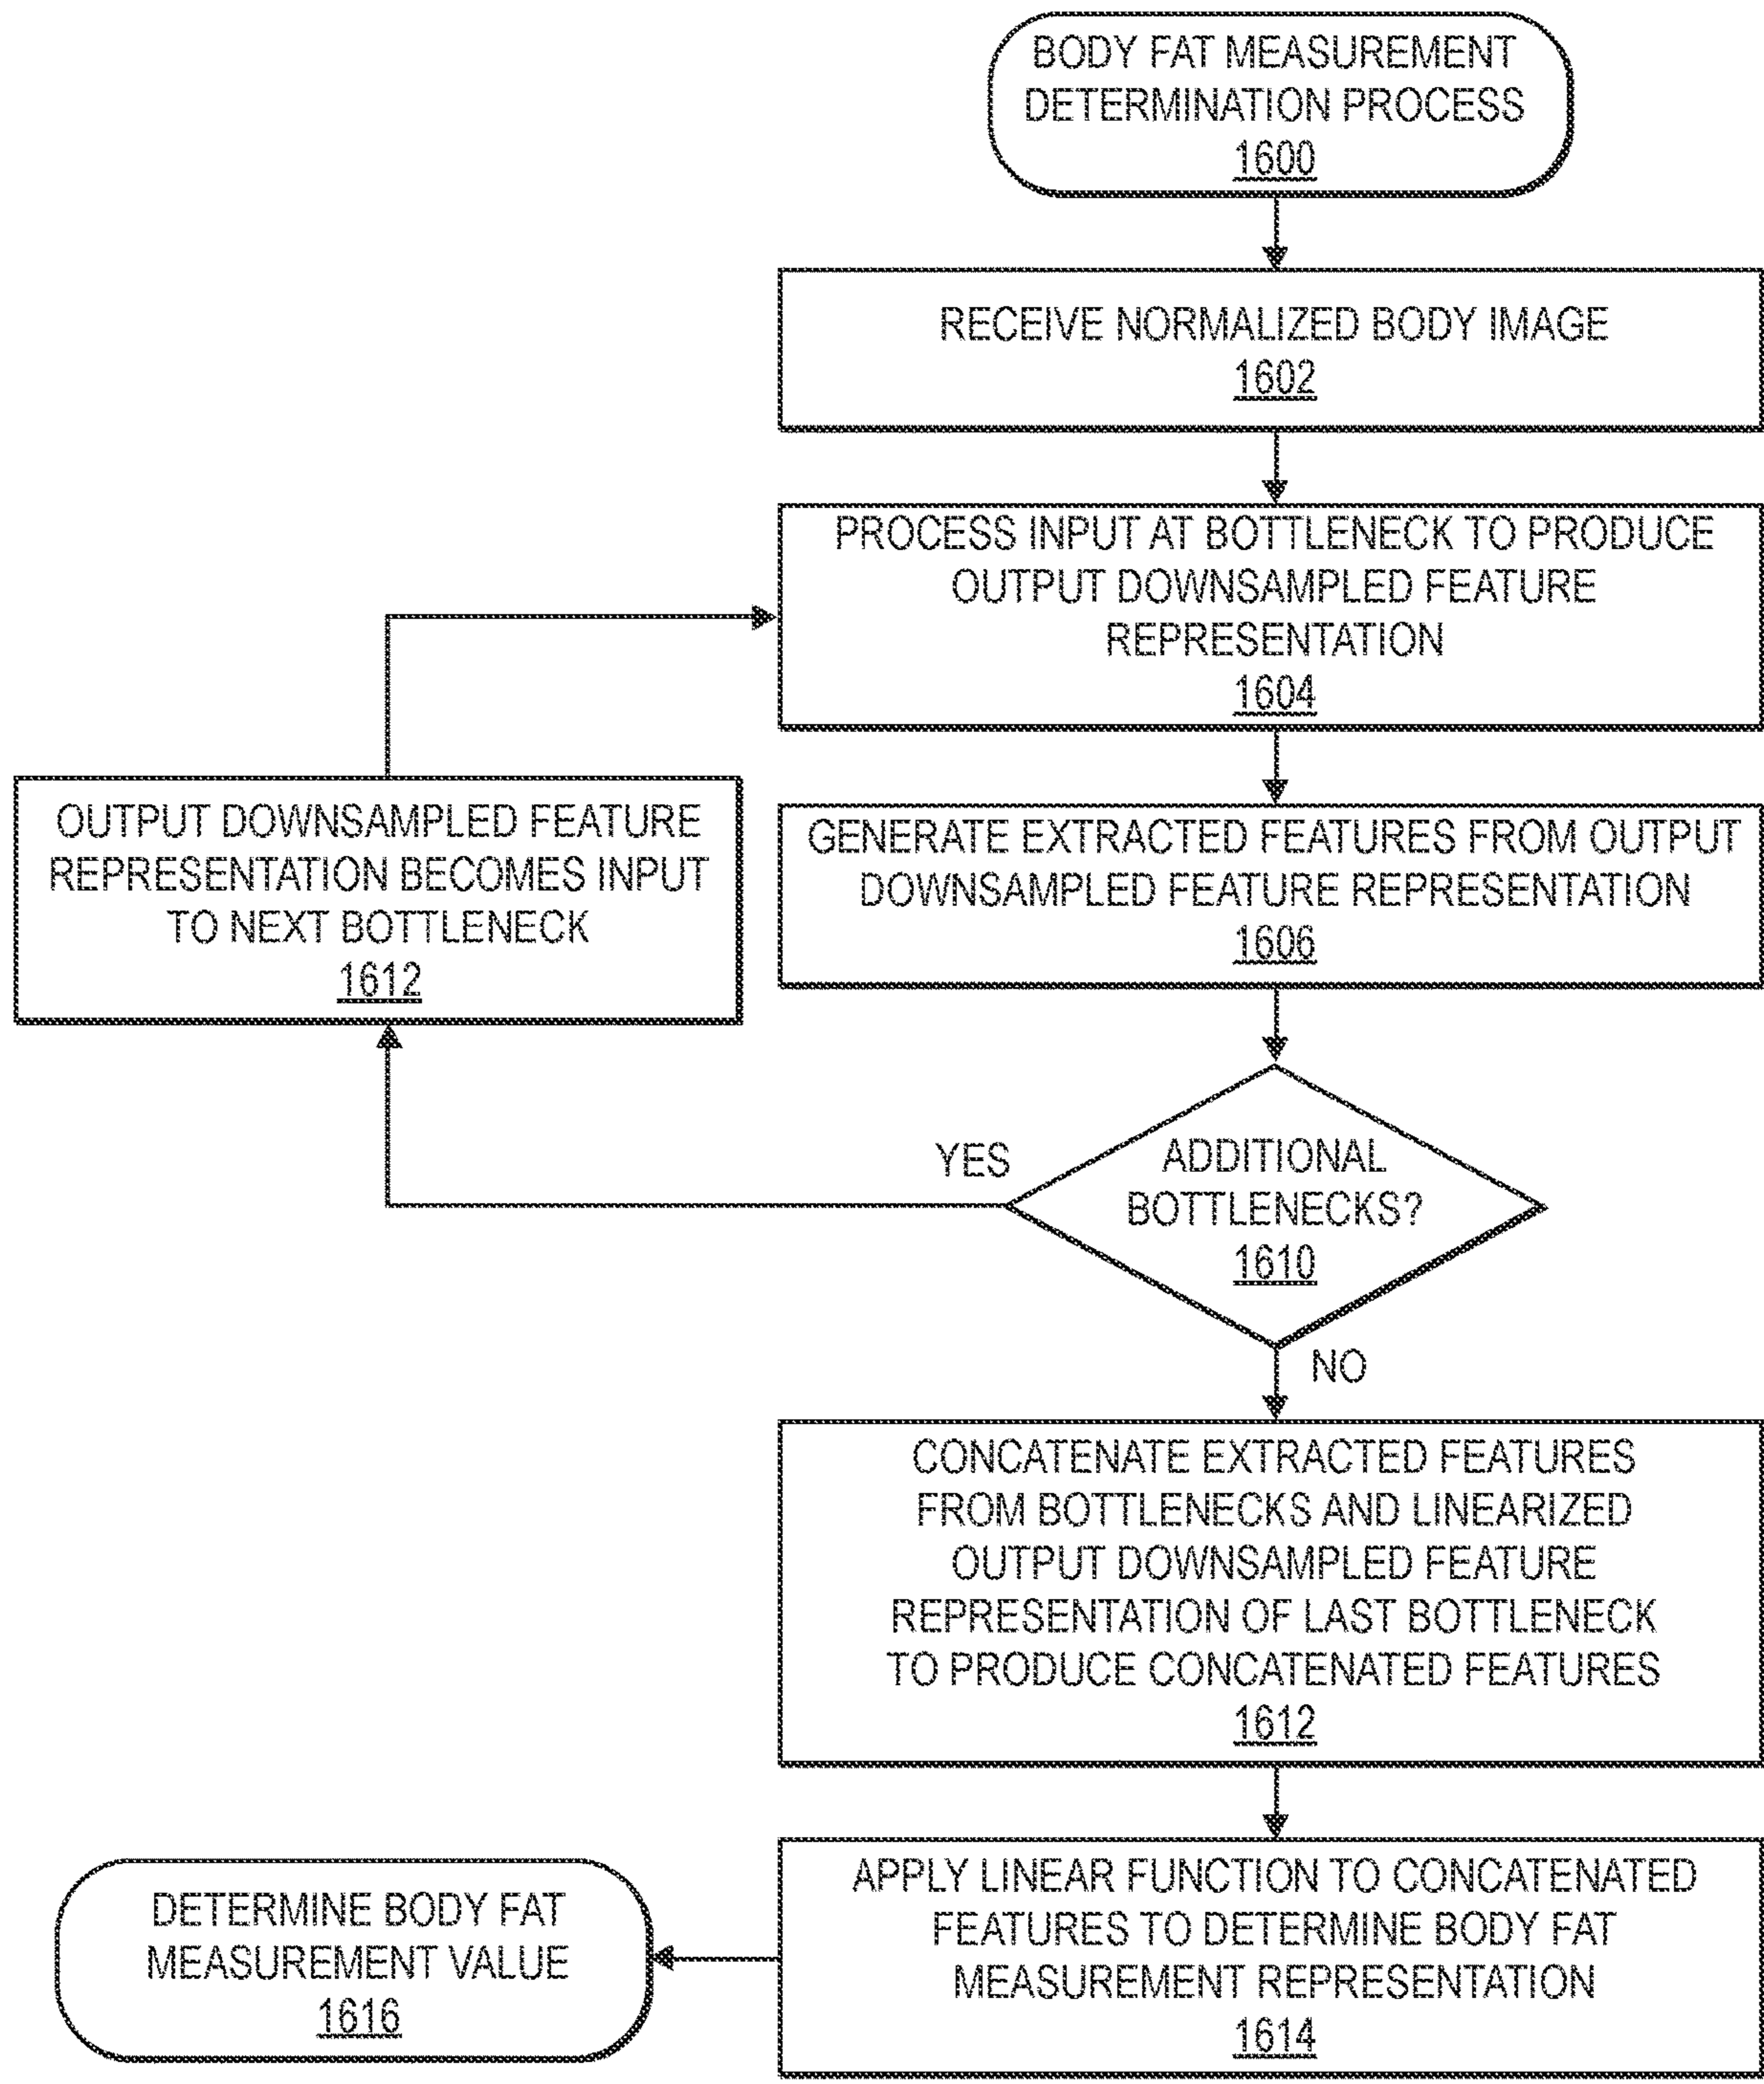 BODY FAT MEASUREMENT
DETERMINATION PROCESS
1600
RECEIVE NORMALIZED BODY IMAGE
1602
PROCESS INPUT AT BOTTLENECK TO PRODUCE
OUTPUT DOWNSAMPLED FEATURE
REPRESENTATION
1604
OUTPUT DOWNSAMPLED FEATURE
REPRESENTATION BECOMES INPUT
TO NEXT BOTTLENECK
1612
GENERATE EXTRACTED FEATURES FROM OUTPUT
DOWNSAMPLED FEATURE REPRESENTATION
1606
YES
ADDITIONAL
BOTTLENECKS?
1610
NO
CONCATENATE EXTRACTED FEATURES
FROM BOTTLENECKS AND LINEARIZED
OUTPUT DOWNSAMPLED FEATURE
REPRESENTATION OF LAST BOTTLENECK
TO PRODUCE CONCATENATED FEATURES
1612
APPLY LINEAR FUNCTION TO CONCATENATED
FEATURES TO DETERMINE BODY FAT
MEASUREMENT REPRESENTATION
1614
DETERMINE BODY FAT
MEASUREMENT VALUE
1616